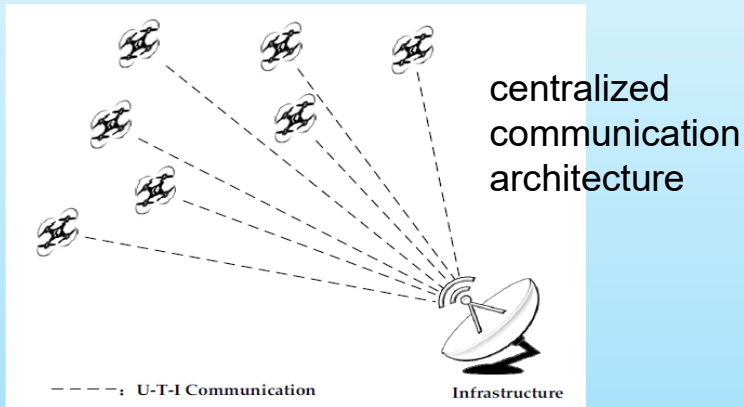 centralized
communication
architecture
– – – –: U-T-I Communication
Infrastructure